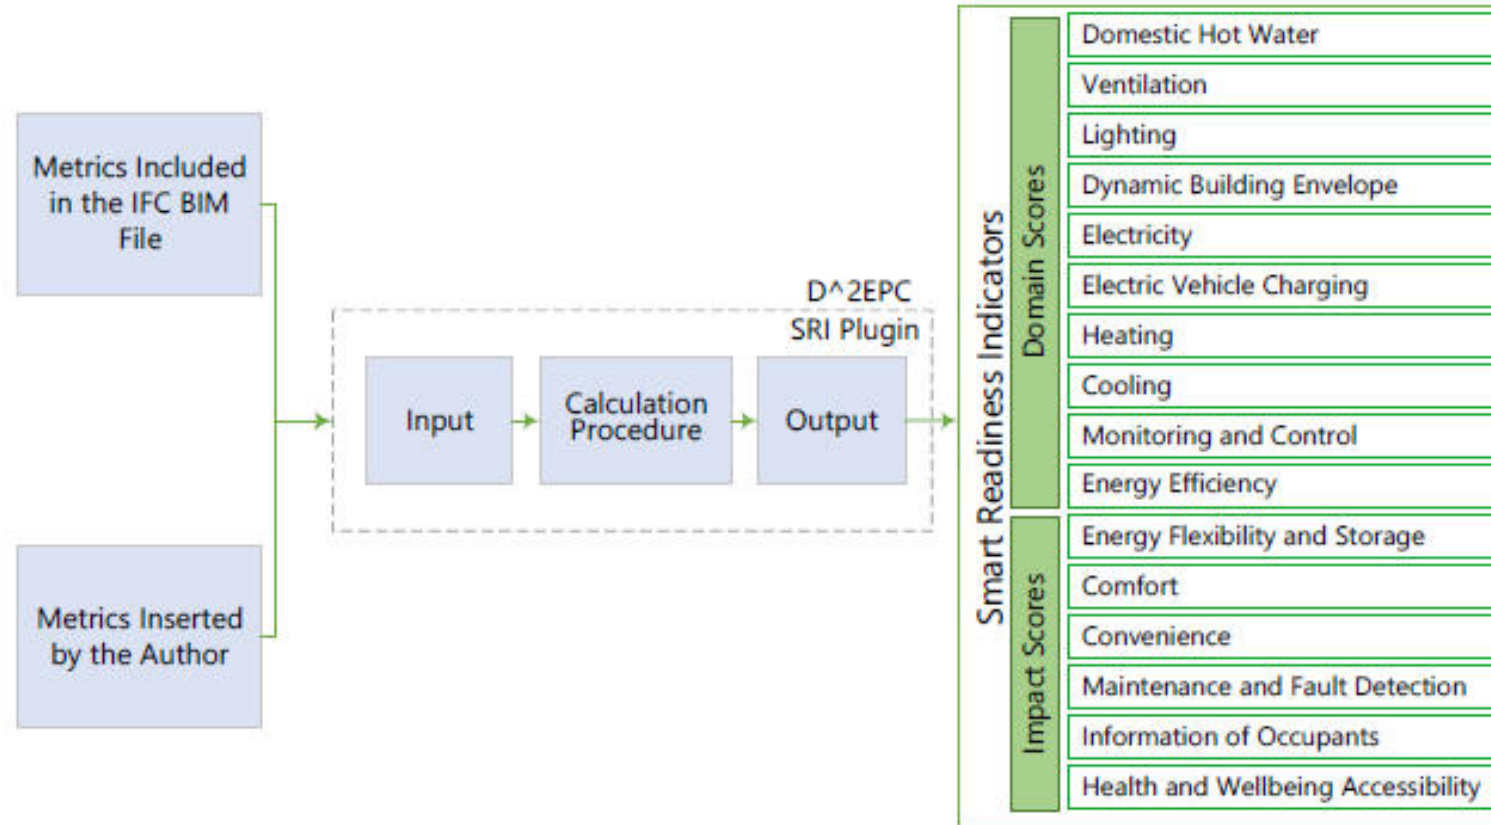 Metrics Included
in the IFC BIM
File
Metrics Inserted
by the Author
D^2EPC
SRI Plugin
Input
Calculation
Procedure
Output
Smart Readiness Indicators
Domain Scores
Domestic Hot Water
Ventilation
Lighting
Dynamic Building Envelope
Electricity
Electric Vehicle Charging
Heating
Cooling
Monitoring and Control
Energy Efficiency
Impact Scores
Energy Flexibility and Storage
Comfort
Convenience
Maintenance and Fault Detection
Information of Occupants
Health and Wellbeing Accessibility